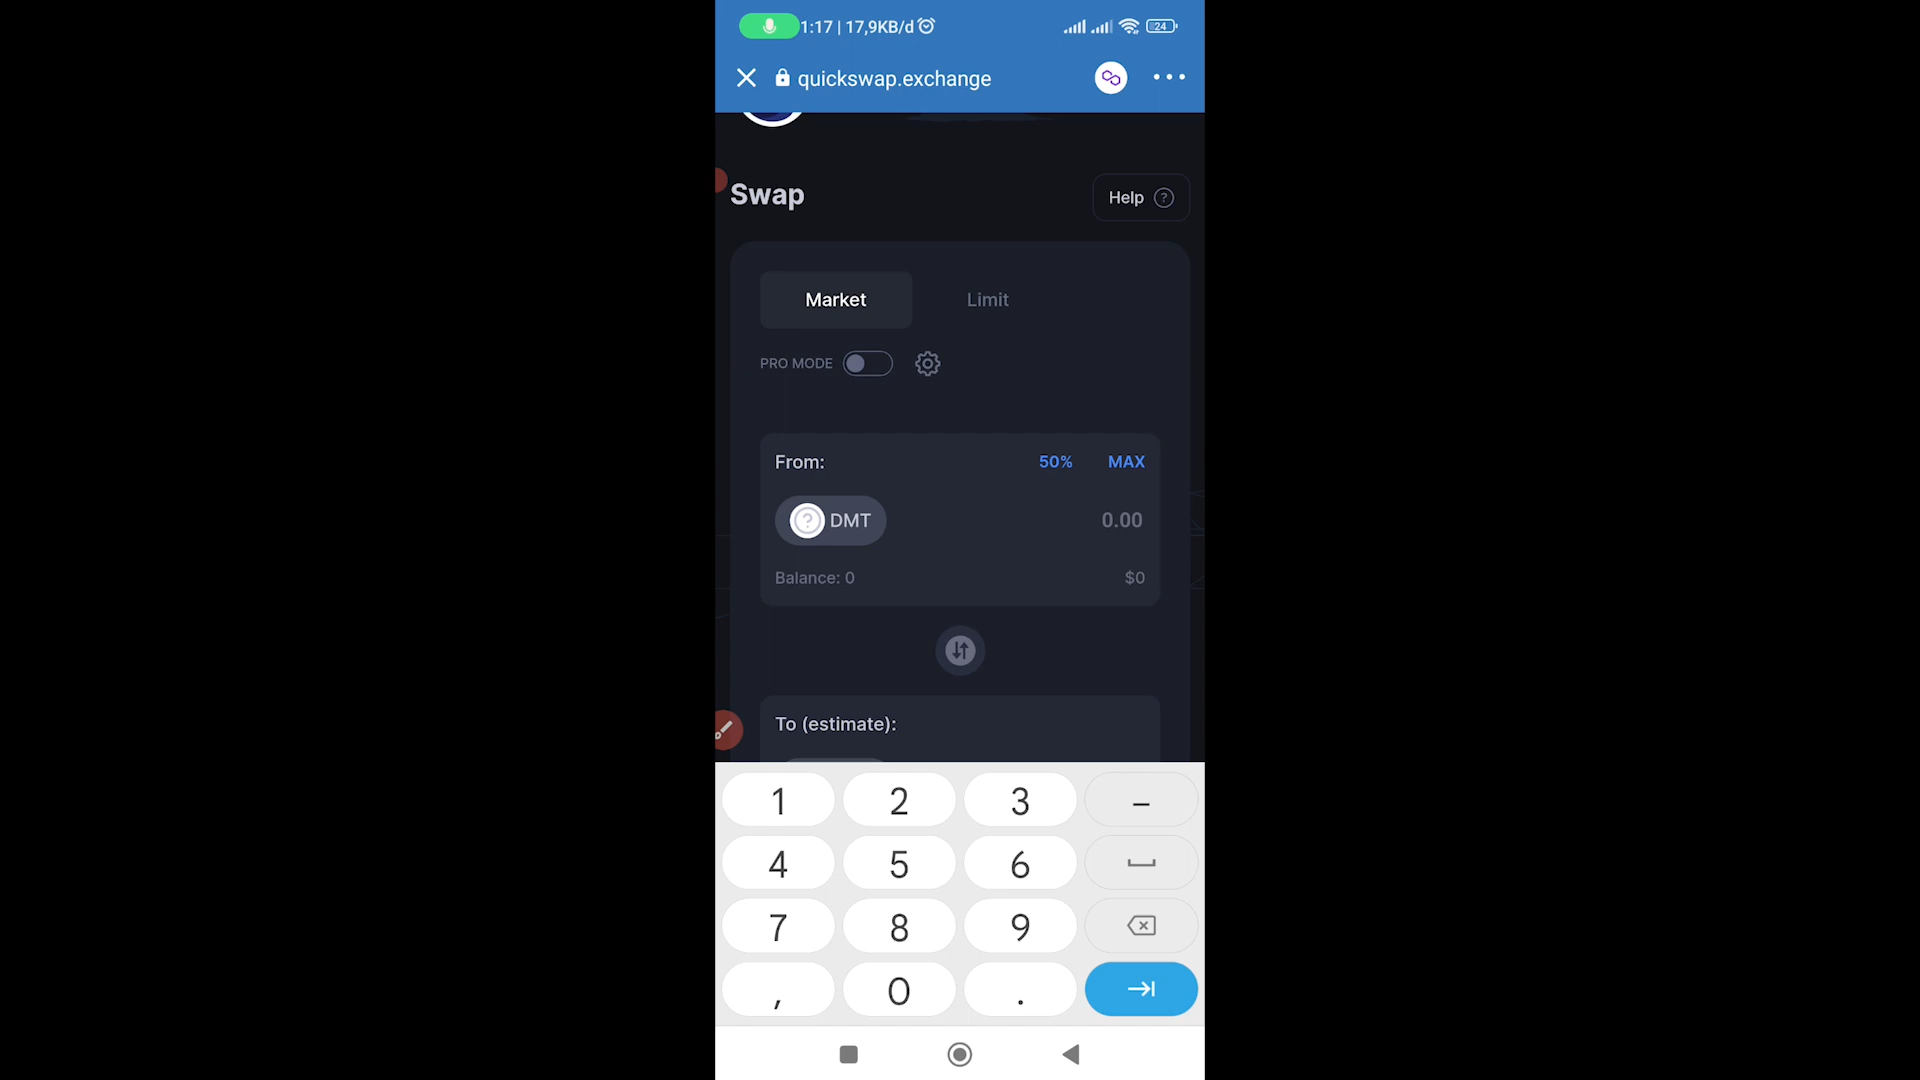 1:17 | 17,9KB/d
24
quickswap.exchange
Swap
Help ?
Market
Limit
PRO MODE
From:
50%
MAX
? DMT
0.00
Balance: 0
$0
To (estimate):
1 2 3 –
4 5 6
7 8 9
, 0 .